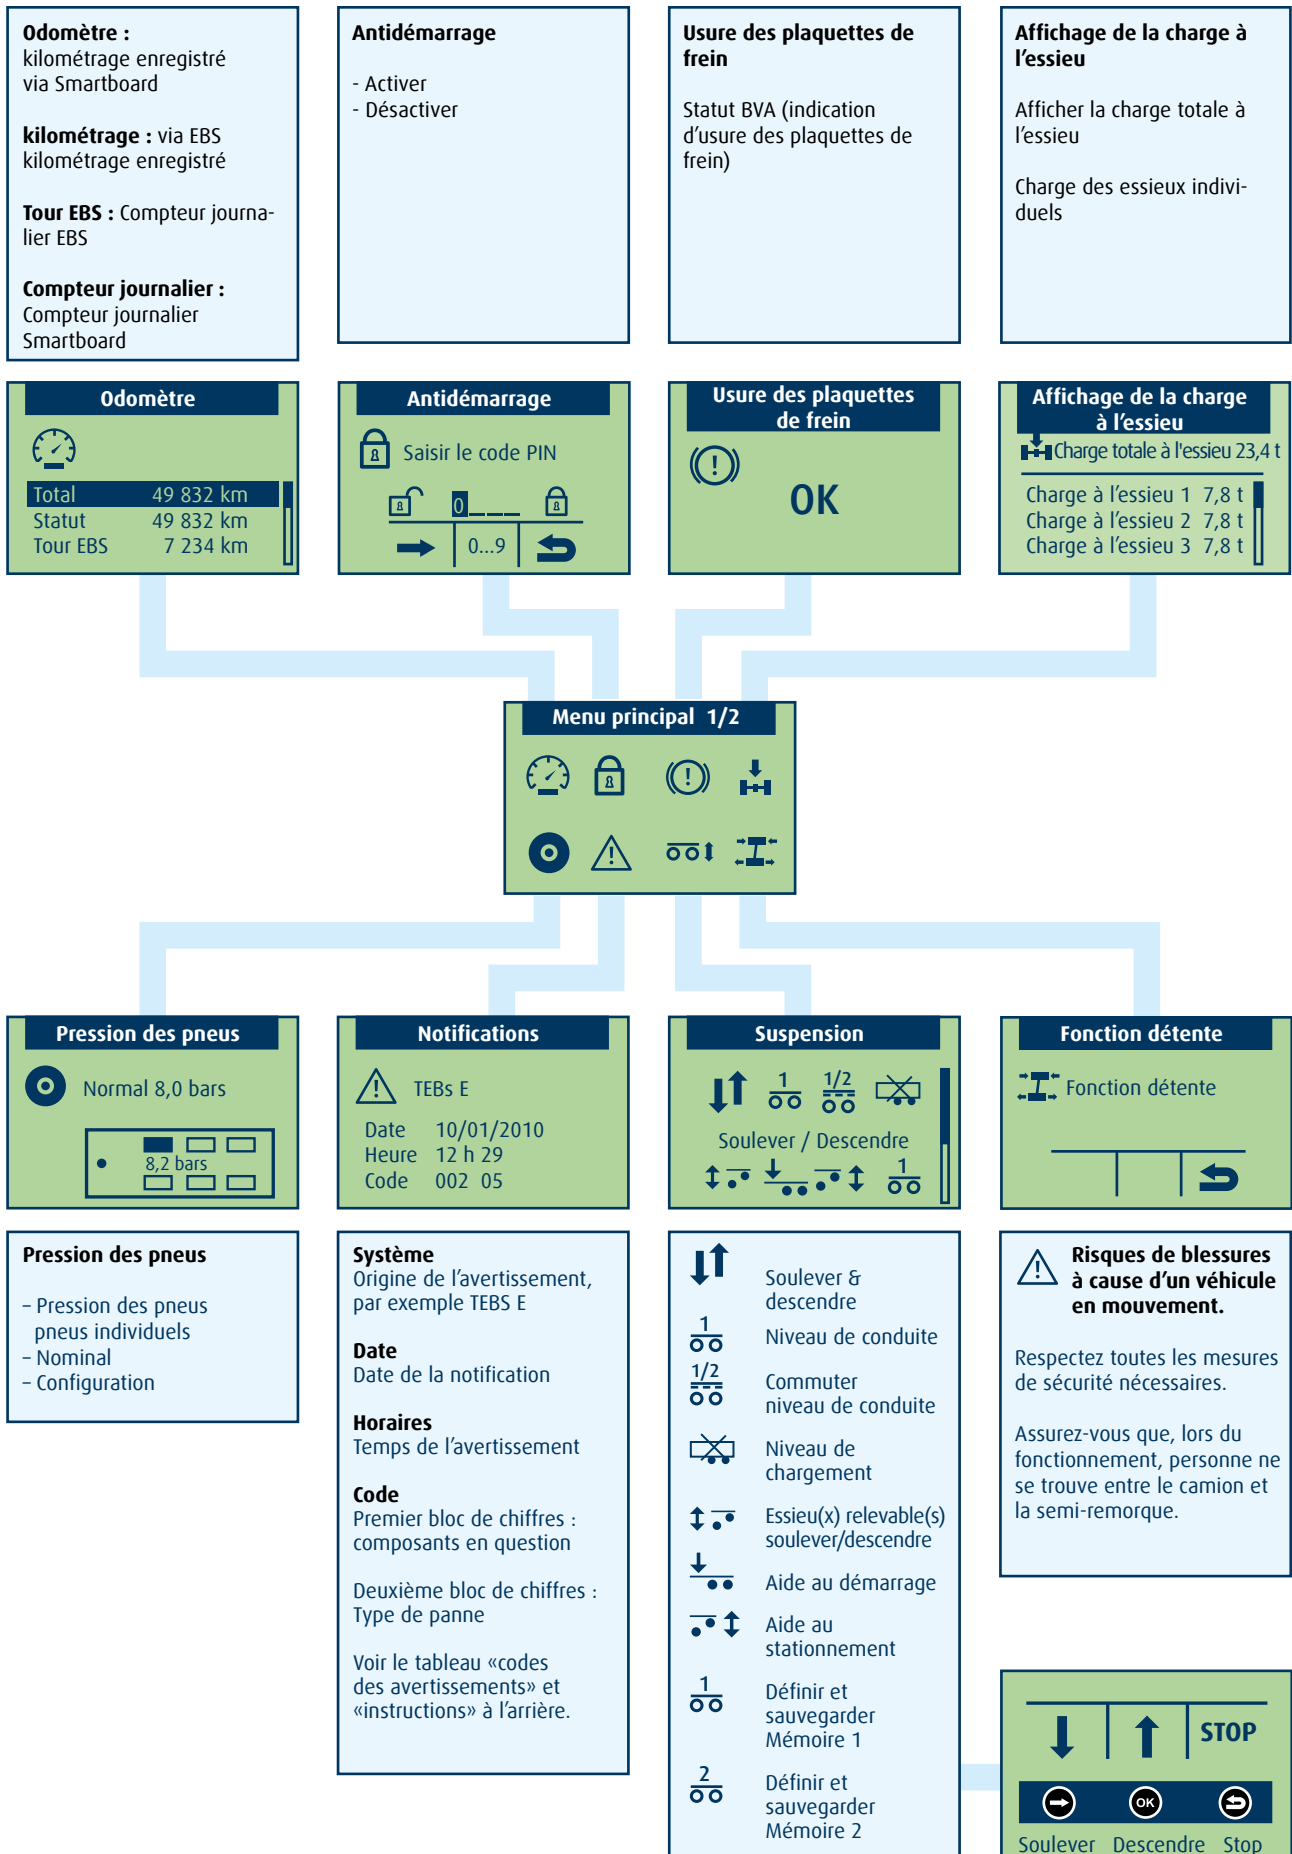 Odomètre :
kilométrage enregistré
via Smartboard
kilométrage : via EBS
kilométrage enregistré
Tour EBS : Compteur journa-
lier EBS
Compteur journalier :
Compteur journalier
Smartboard
Antidémarrage
- Activer
- Désactiver
Usure des plaquettes de
frein
Statut BVA (indication
d’usure des plaquettes de
frein)
Affichage de la charge à
l’essieu
Afficher la charge totale à
l’essieu
Charge des essieux indivi-
duels
Odomètre
Total 49 832 km
Statut 49 832 km
Tour EBS 7 234 km
Antidémarrage
Saisir le code PIN
0_ _ _
0...9
Usure des plaquettes
de frein
OK
Affichage de la charge
à l’essieu
Charge totale à l'essieu 23,4 t
Charge à l’essieu 1 7,8 t
Charge à l’essieu 2 7,8 t
Charge à l’essieu 3 7,8 t
Menu principal 1/2
Pression des pneus
Normal 8,0 bars
8,2 bars
Notifications
TEBs E
Date 10/01/2010
Heure 12 h 29
Code 002 05
Suspension
1 1/2
Soulever / Descendre
1
Fonction détente
Fonction détente
Pression des pneus
– Pression des pneus
pneus individuels
– Nominal
– Configuration
Système
Origine de l’avertissement,
par exemple TEBS E
Date
Date de la notification
Horaires
Temps de l’avertissement
Code
Premier bloc de chiffres :
composants en question
Deuxième bloc de chiffres :
Type de panne
Voir le tableau «codes
des avertissements» et
«instructions» à l’arrière.
Soulever &
descendre
1
Niveau de conduite
1/2
Commuter
niveau de conduite
Niveau de
chargement
Essieu(x) relevable(s)
soulever/descendre
Aide au démarrage
Aide au
stationnement
1
Définir et
sauvegarder
Mémoire 1
2
Définir et
sauvegarder
Mémoire 2
Risques de blessures
à cause d’un véhicule
en mouvement.
Respectez toutes les mesures
de sécurité nécessaires.
Assurez-vous que, lors du
fonctionnement, personne ne
se trouve entre le camion et
la semi-remorque.
STOP
OK
Soulever Descendre Stop